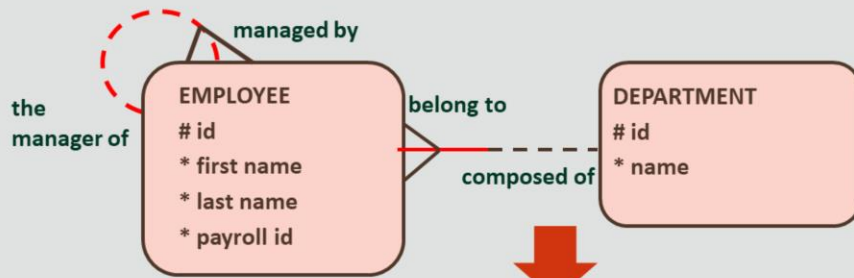 managed by
the
manager of
EMPLOYEE
# id
* first name
* last name
* payroll id
belong to
composed of
DEPARTMENT
# id
* name